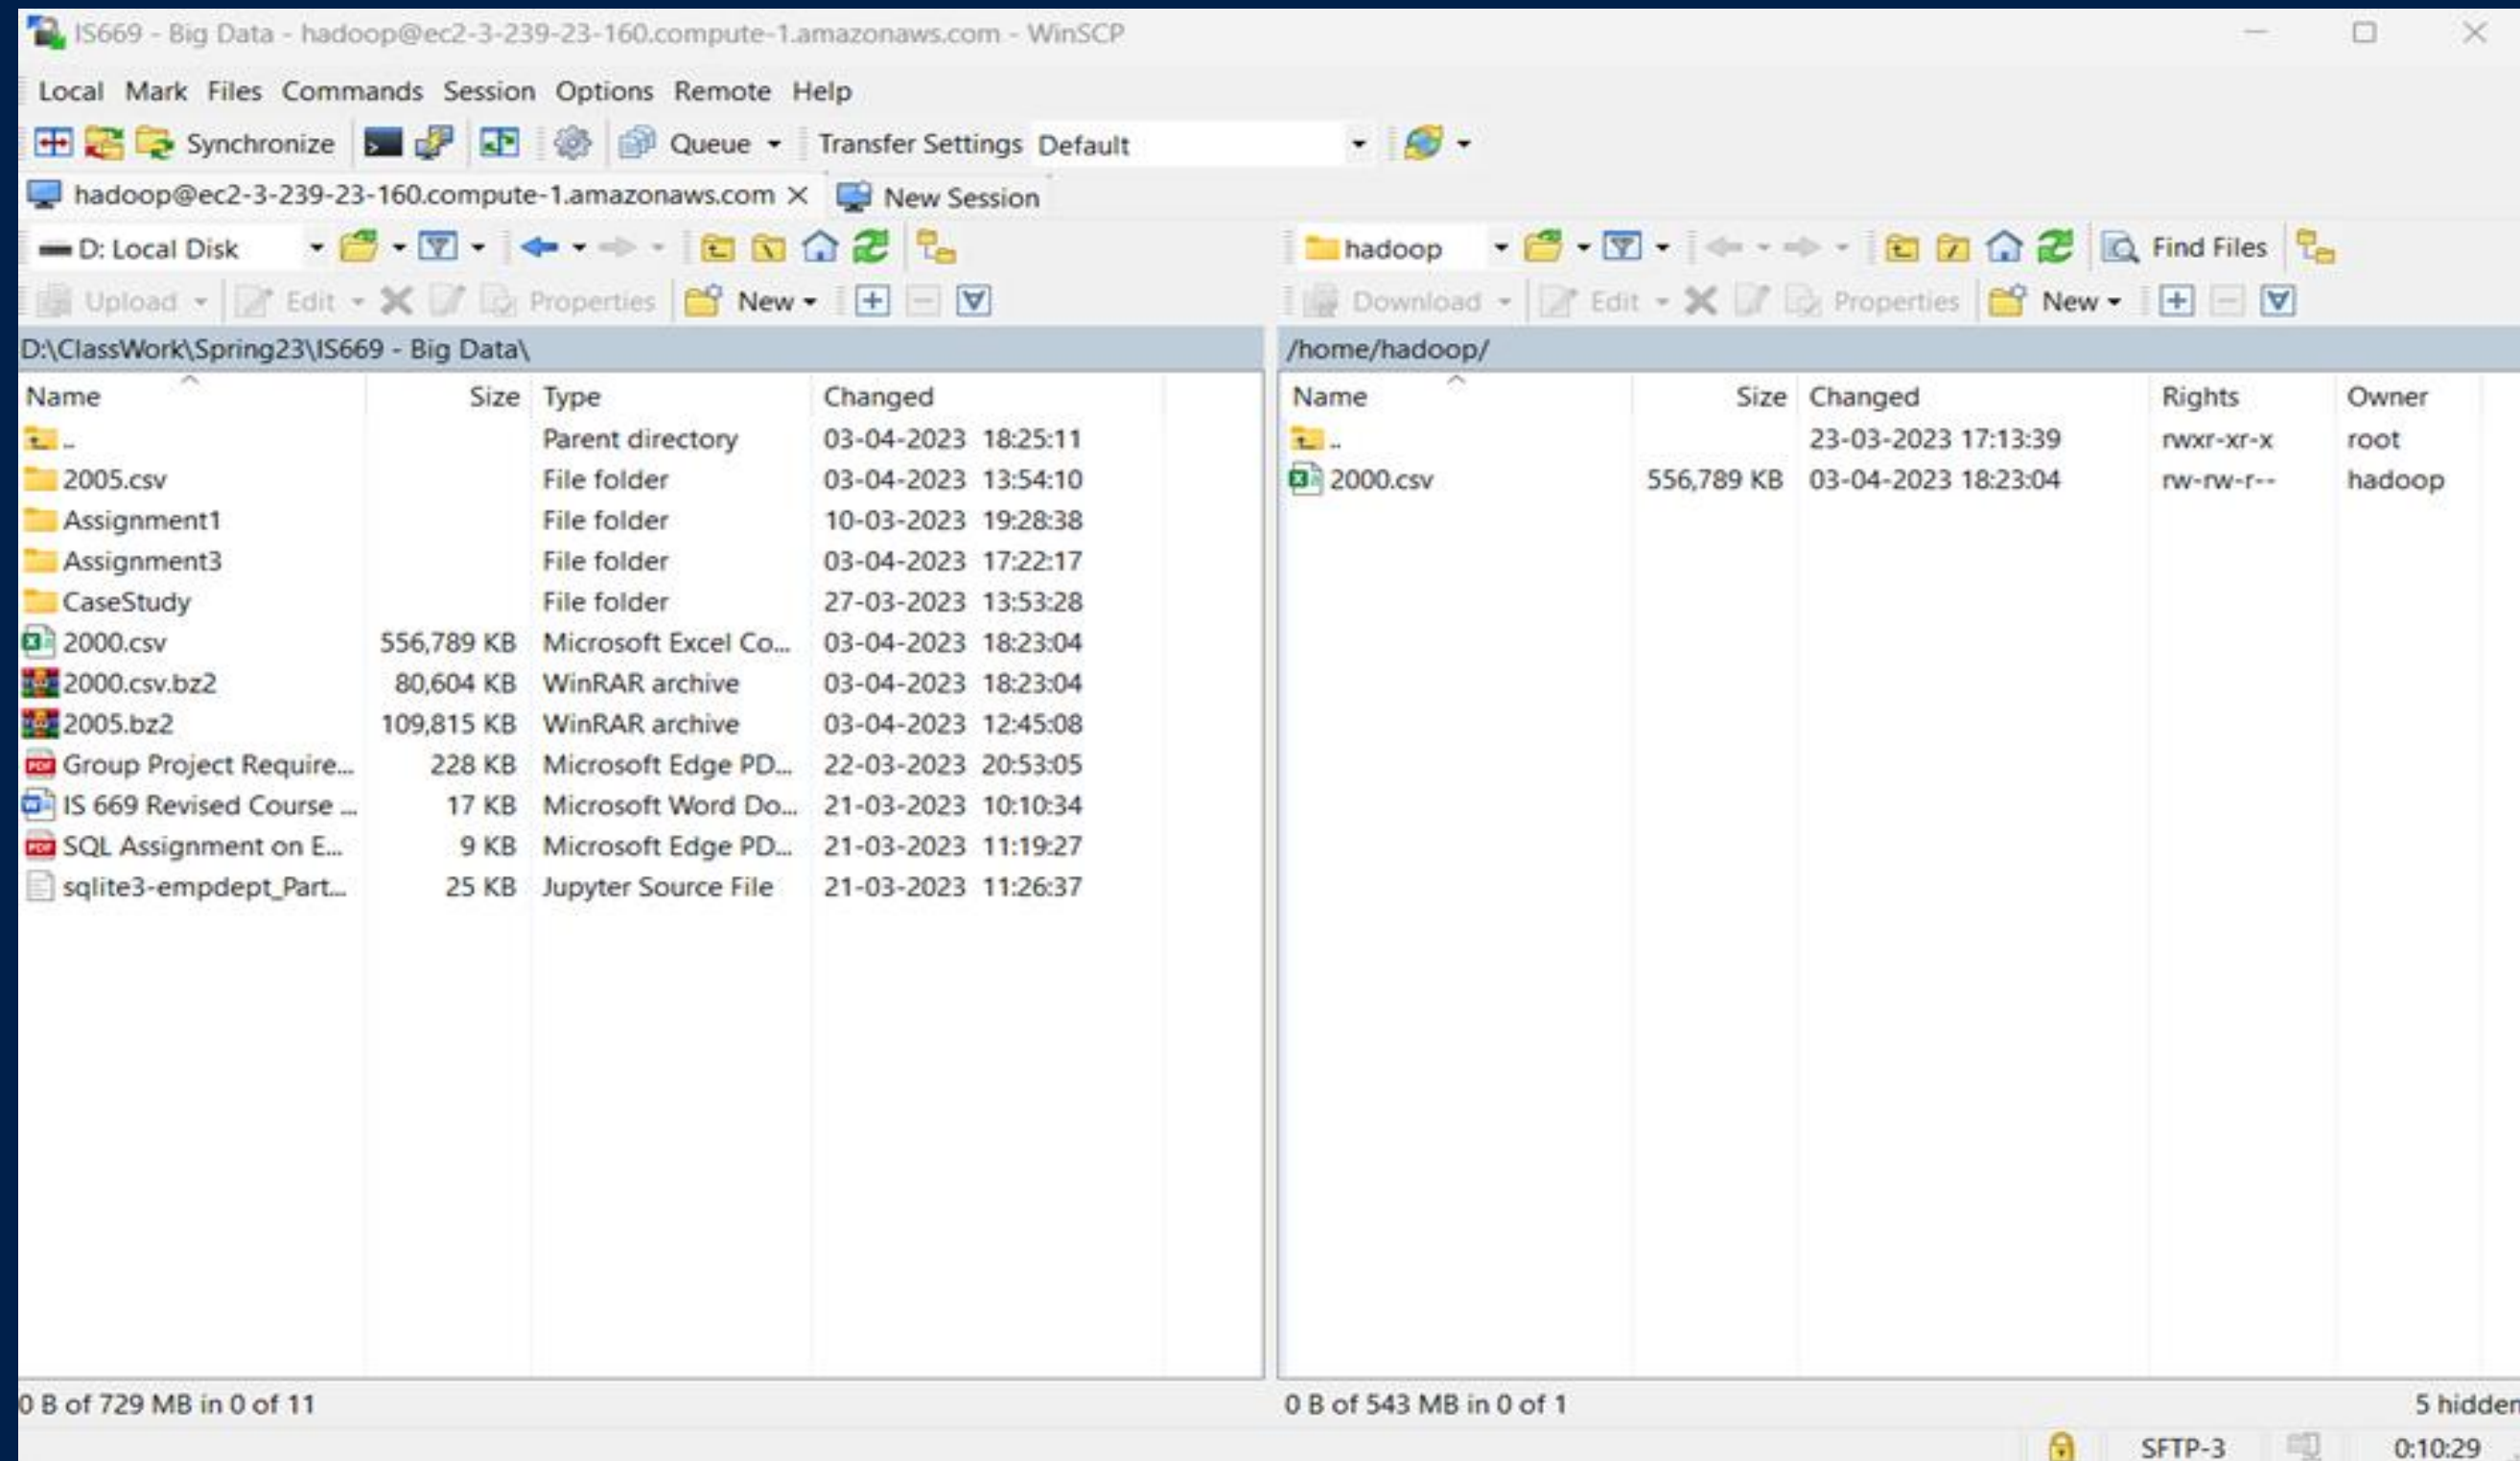 IS669 - Big Data - hadoop@ec2-3-239-23-160.compute-1.amazonaws.com - WinSCP
Local Mark Files Commands Session Options Remote Help
Synchronize Queue Transfer Settings Default
hadoop@ec2-3-239-23-160.compute-1.amazonaws.com New Session
D: Local Disk
Upload Edit Properties New
D:\ClassWork\Spring23\IS669 - Big Data\
Name Size Type Changed
.. Parent directory 03-04-2023 18:25:11
2005.csv File folder 03-04-2023 13:54:10
Assignment1 File folder 10-03-2023 19:28:38
Assignment3 File folder 03-04-2023 17:22:17
CaseStudy File folder 27-03-2023 13:53:28
2000.csv 556,789 KB Microsoft Excel Co... 03-04-2023 18:23:04
2000.csv.bz2 80,604 KB WinRAR archive 03-04-2023 18:23:04
2005.bz2 109,815 KB WinRAR archive 03-04-2023 12:45:08
Group Project Require... 228 KB Microsoft Edge PD... 22-03-2023 20:53:05
IS 669 Revised Course ... 17 KB Microsoft Word Do... 21-03-2023 10:10:34
SQL Assignment on E... 9 KB Microsoft Edge PD... 21-03-2023 11:19:27
sqlite3-empdept_Part... 25 KB Jupyter Source File 21-03-2023 11:26:37
0 B of 729 MB in 0 of 11
hadoop Find Files
Download Edit Properties New
/home/hadoop/
Name Size Changed Rights Owner
.. 23-03-2023 17:13:39 rwxr-xr-x root
2000.csv 556,789 KB 03-04-2023 18:23:04 rw-rw-r-- hadoop
0 B of 543 MB in 0 of 1 5 hidden
SFTP-3 0:10:29